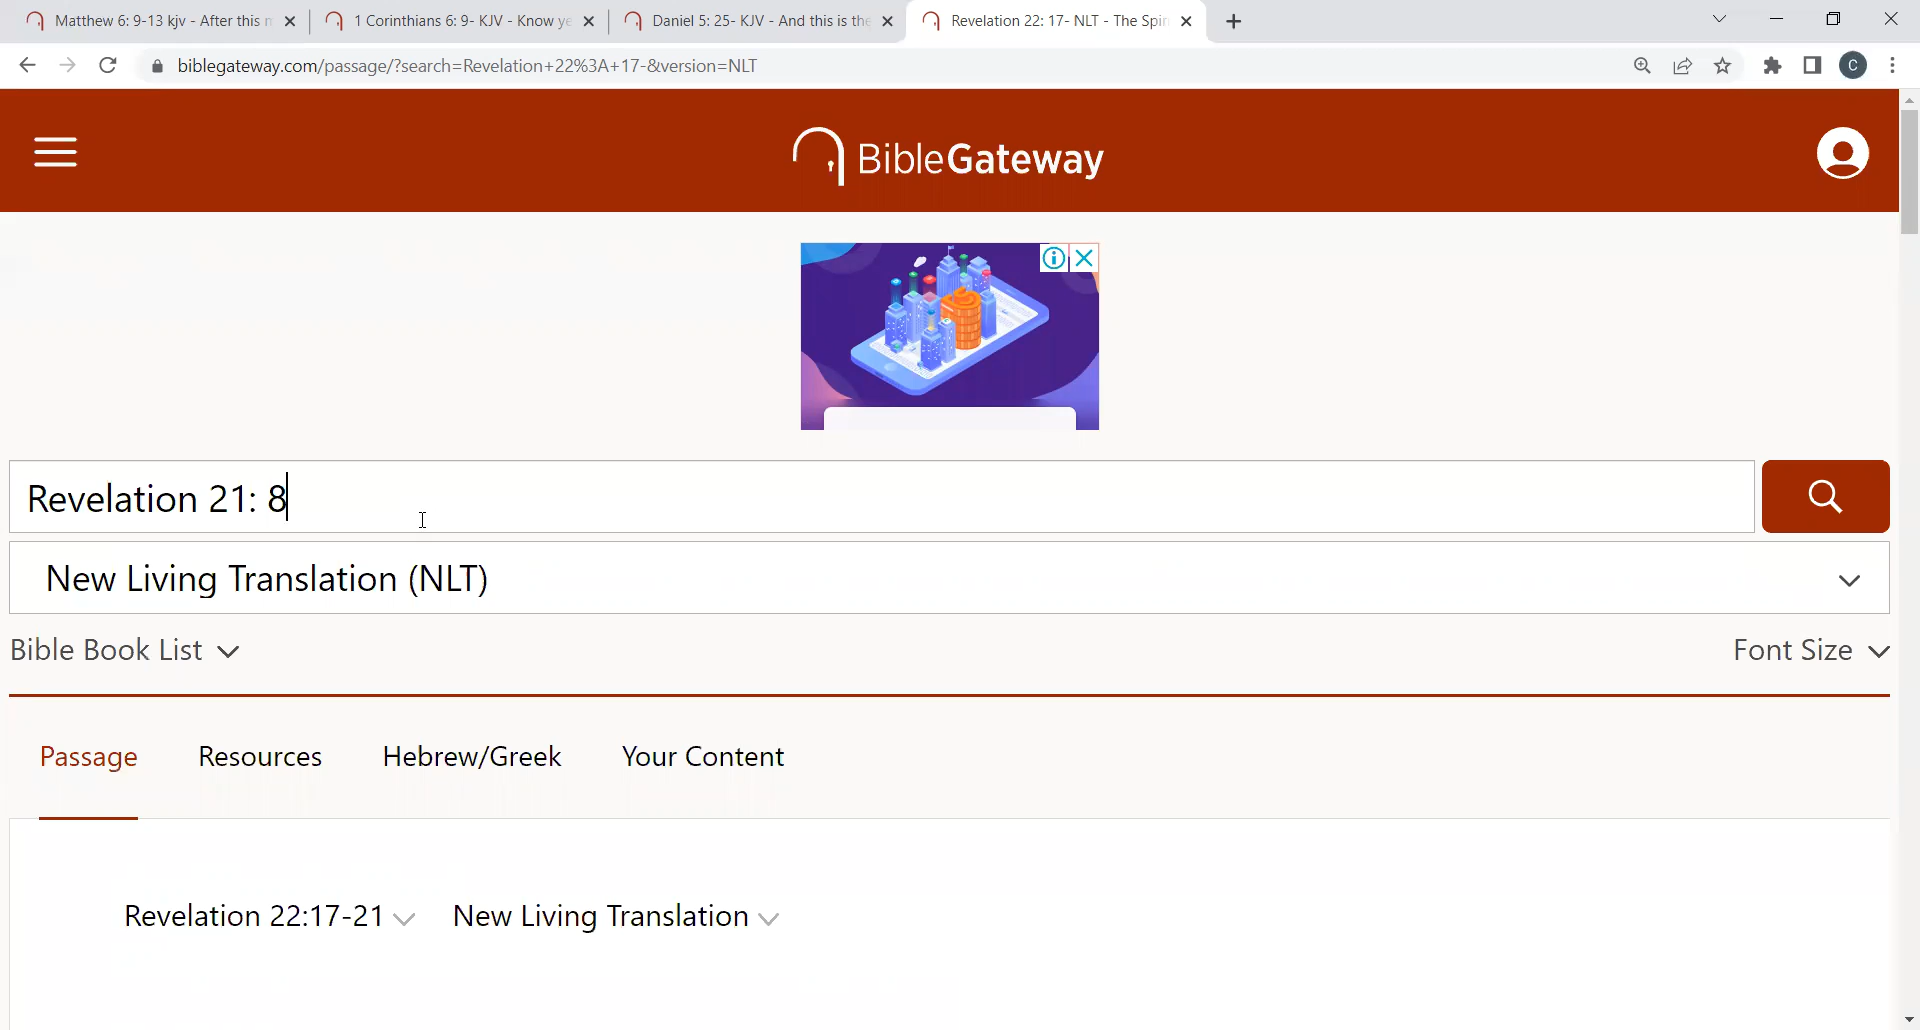 Matthew 6: 9-13 kjv - After this
1 Corinthians 6: 9- KJV - Know ye
Daniel 5: 25- KJV - And this is the
Revelation 22: 17- NLT - The Spir
biblegateway.com/passage/?search=Revelation+22%3A+17-&version=NLT
C
BibleGateway
Revelation 21: 8
New Living Translation (NLT)
Bible Book List
Font Size
Passage Resources Hebrew/Greek Your Content
Revelation 22:17-21 New Living Translation